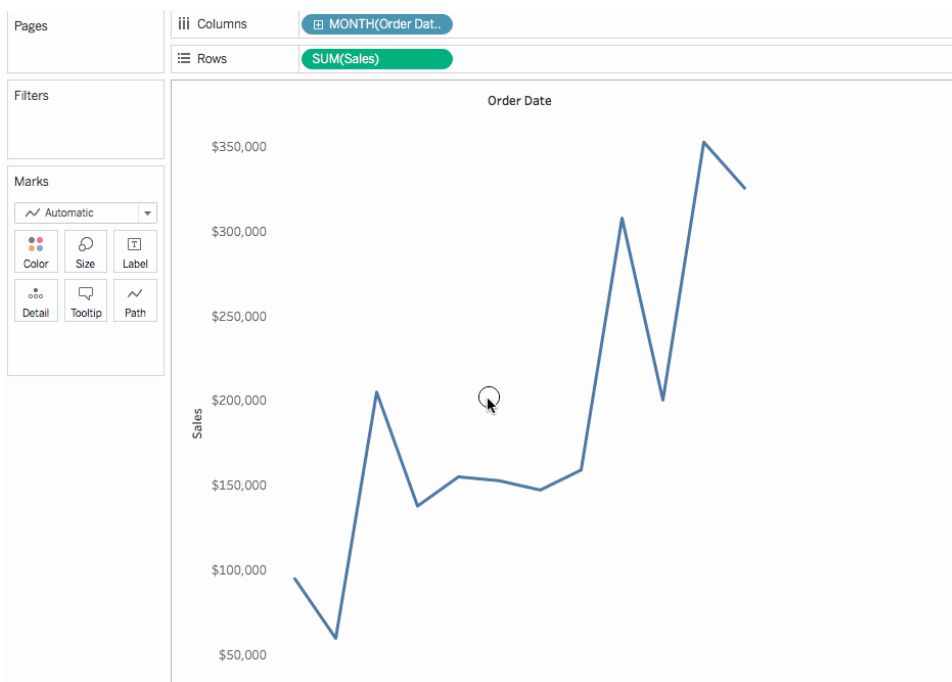 Pages
Columns
MONTH(Order Dat..
Rows
SUM(Sales)
Filters
Marks
Automatic
Color
Size
T
Label
Detail
Tooltip
Path
Order Date
Sales
$350,000
$300,000
$250,000
$200,000
$150,000
$100,000
$50,000